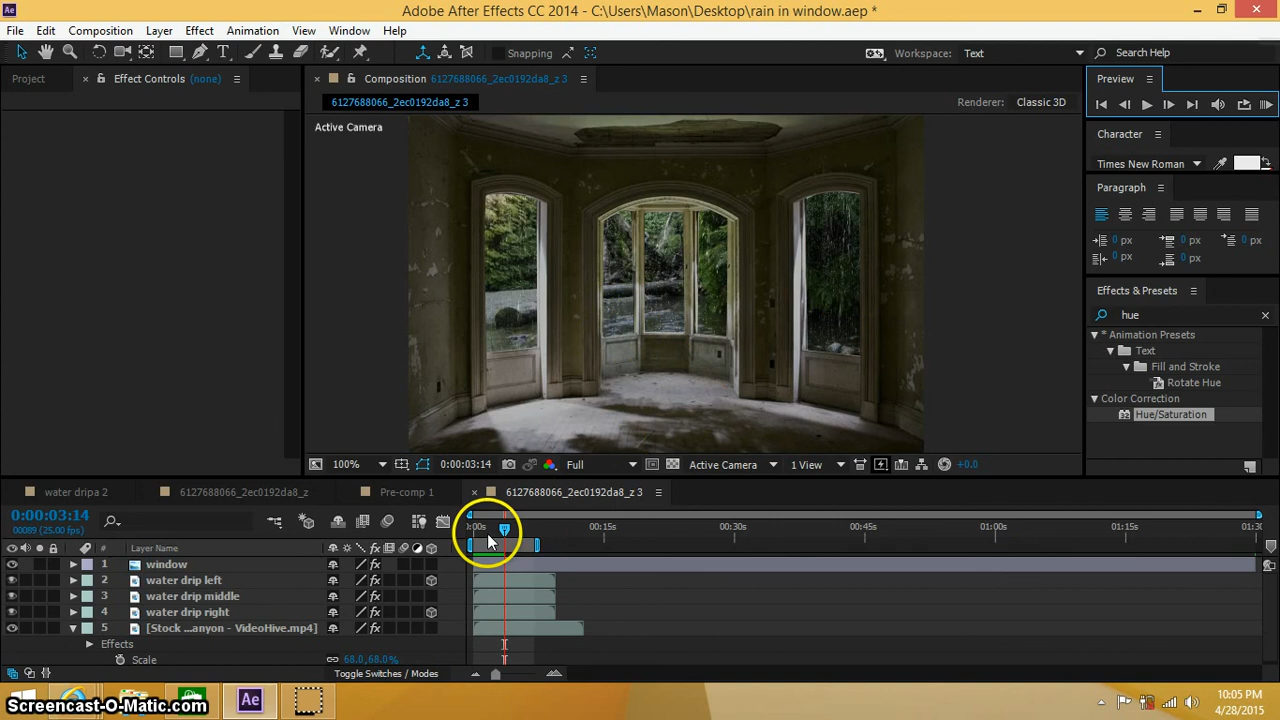 Adobe After Effects CC 2014 - C:\Users\Mason\Desktop\rain in window.aep *
File Edit Composition Layer Effect Animation View Window Help
Snapping
Workspace: Text
Search Help
Project
Effect Controls (none)
Composition 6127688066_2ec0192da8_z 3
6127688066_2ec0192da8_z 3
Renderer: Classic 3D
Active Camera
Preview
Character
Times New Roman
Paragraph
0 px 0 px 0 px
0 px 0 px
Effects & Presets
hue
* Animation Presets
Text
Fill and Stroke
Rotate Hue
Color Correction
Hue/Saturation
100%
0:00:03:14
Full
Active Camera
1 View
+0.0
water dripa 2
6127688066_2ec0192da8_z
Pre-comp 1
6127688066_2ec0192da8_z 3
0:00:03:14
00089 (25.00 fps)
:00s 00:15s 00:30s 00:45s 01:00s 01:15s 01:30
# Layer Name
1 window
2 water drip left
3 water drip middle
4 water drip right
5 [Stock ...anyon - VideoHive.mp4]
Effects
Scale 68.0,68.0%
Toggle Switches / Modes
Ae
Screencast-O-Matic.com
10:05 PM
4/28/2015